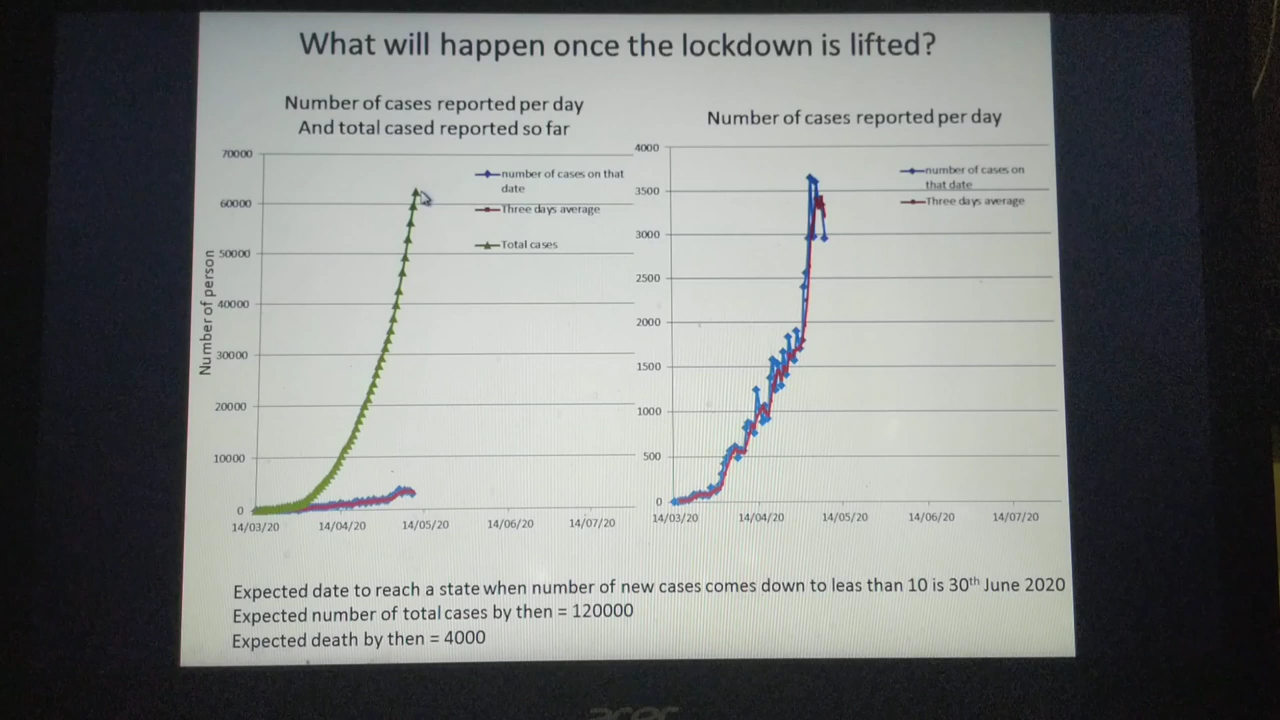 What will happen once the lockdown is lifted?
Number of cases reported per day
And total cased reported so far
Number of person
70000
60000
50000
40000
30000
20000
10000
0
14/03/20
14/04/20
14/05/20
14/06/20
14/07/20
number of cases on that
date
Three days average
Total cases
Number of cases reported per day
4000
3500
3000
2500
2000
1500
1000
500
0
14/03/20
14/04/20
14/05/20
14/06/20
14/07/20
number of cases on
that date
Three days average
Expected date to reach a state when number of new cases comes down to leas than 10 is 30th June 2020
Expected number of total cases by then = 120000
Expected death by then = 4000
acer